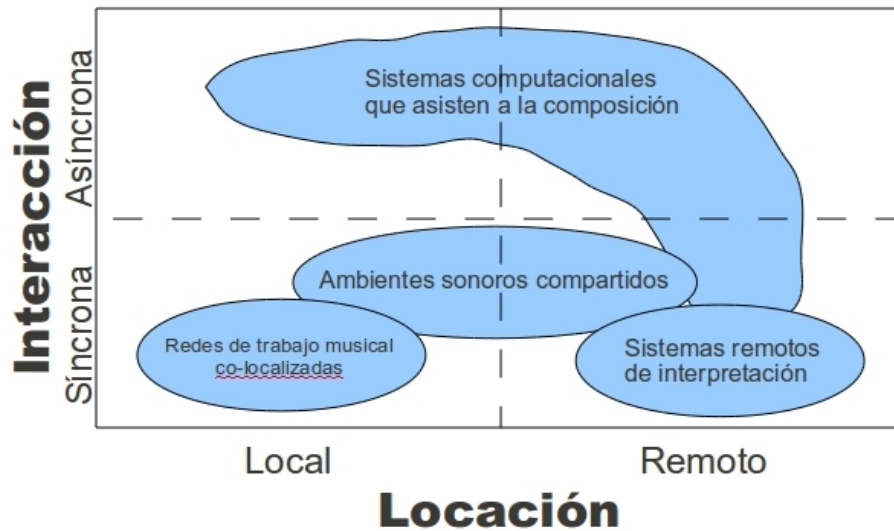 Interacción
Asíncrona
Síncrona
Sistemas computacionales
que asisten a la composición
Ambientes sonoros compartidos
Redes de trabajo musical
co-localizadas
Sistemas remotos
de interpretación
Local
Remoto
Locación